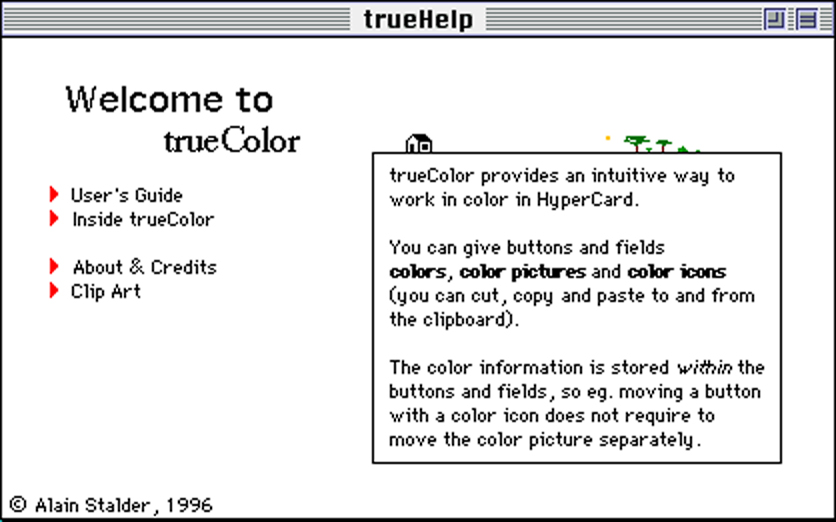 trueHelp
Welcome to
trueColor
User's Guide
Inside trueColor
About & Credits
Clip Art
trueColor provides an intuitive way to
work in color in HyperCard.
You can give buttons and fields
colors, color pictures and color icons
(you can cut, copy and paste to and from
the clipboard).
The color information is stored within the
buttons and fields, so eg. moving a button
with a color icon does not require to
move the color picture separately.
© Alain Stalder, 1996